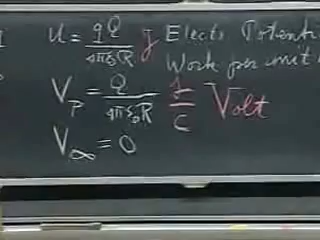 U = qQ / 4πε₀R J Electr. Potenti
Work per unit
V_P = Q / 4πε₀R J/C Volt
V_∞ = 0